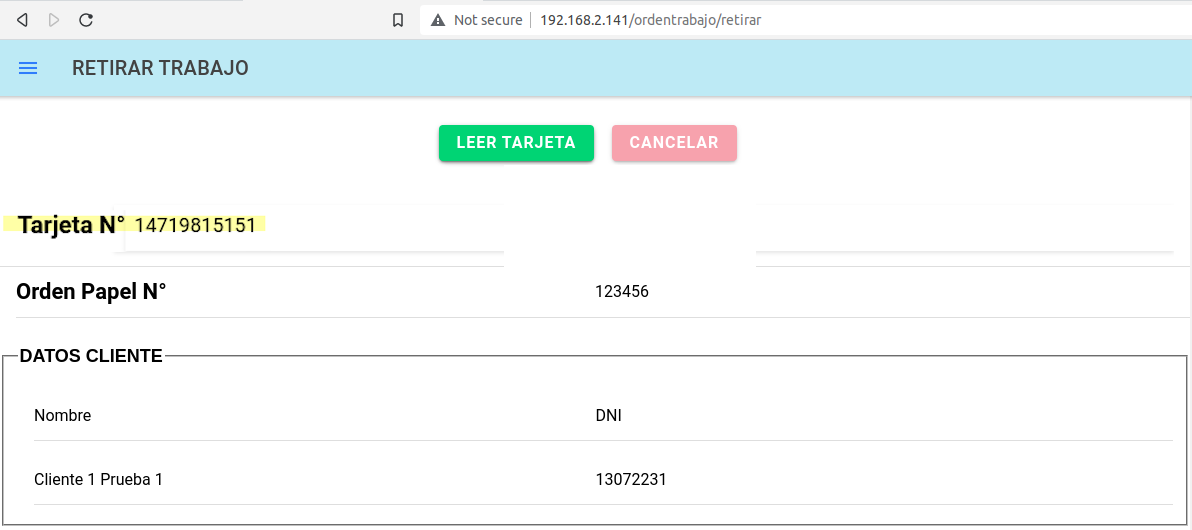 Not secure 192.168.2.141/ordentrabajo/retirar
RETIRAR TRABAJO
LEER TARJETA CANCELAR
Tarjeta N° 14719815151
Orden Papel N° 123456
DATOS CLIENTE
Nombre DNI
Cliente 1 Prueba 1 13072231